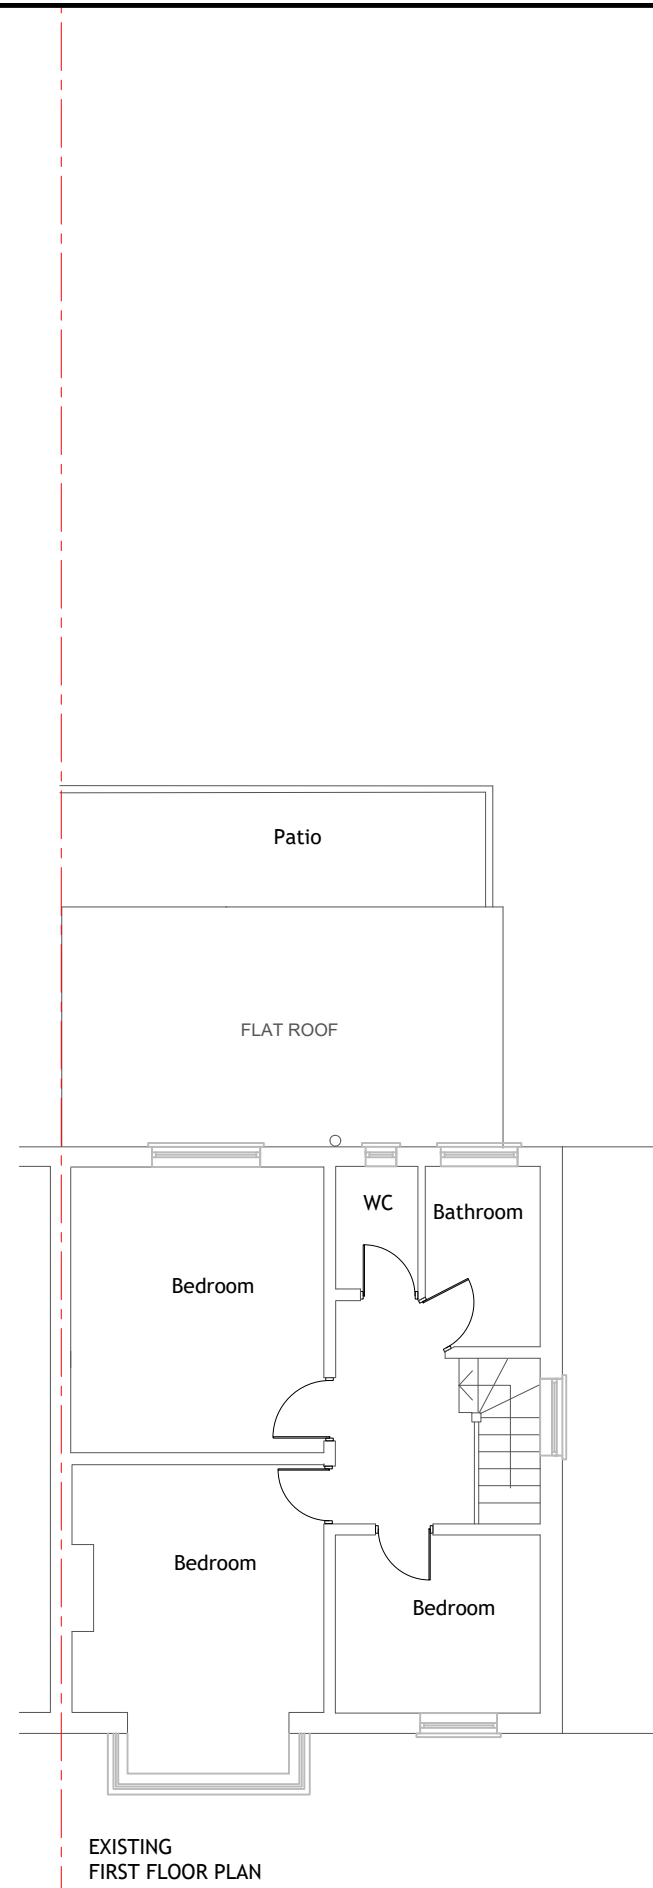 Patio
FLAT ROOF
WC
Bathroom
Bedroom
Bedroom
Bedroom
EXISTING
FIRST FLOOR PLAN